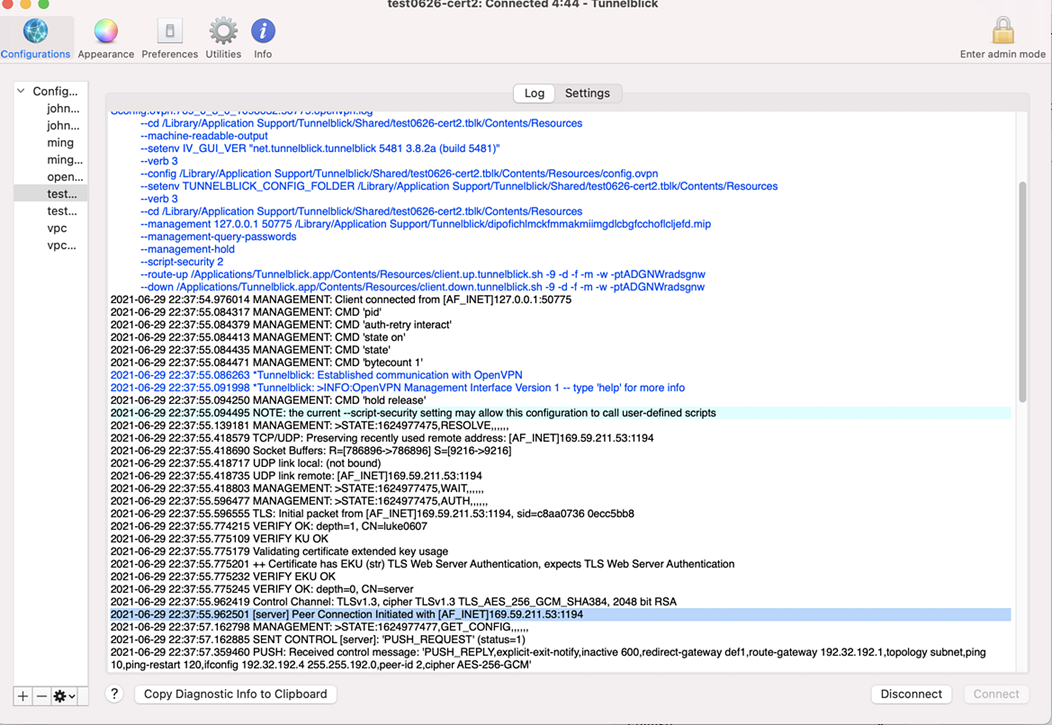 test0626-cert2: Connected 4:44 - Tunnelblick
Configurations
Appearance
Preferences
Utilities
Info
Enter admin mode
Config...
john...
john...
ming
ming...
open...
test...
test...
vpc
vpc...
Log
Settings
--cd /Library/Application Support/Tunnelblick/Shared/test0626-cert2.tblk/Contents/Resources
--machine-readable-output
--setenv IV_GUI_VER "net.tunnelblick.tunnelblick 5481 3.8.2a (build 5481)"
--verb 3
--config /Library/Application Support/Tunnelblick/Shared/test0626-cert2.tblk/Contents/Resources/config.ovpn
--setenv TUNNELBLICK_CONFIG_FOLDER /Library/Application Support/Tunnelblick/Shared/test0626-cert2.tblk/Contents/Resources
--verb 3
--cd /Library/Application Support/Tunnelblick/Shared/test0626-cert2.tblk/Contents/Resources
--management 127.0.0.1 50775 /Library/Application Support/Tunnelblick/dipofichlmckfmmakmiimgdlcbgfcchoflcljefd.mip
--management-query-passwords
--management-hold
--script-security 2
--route-up /Applications/Tunnelblick.app/Contents/Resources/client.up.tunnelblick.sh -9 -d -f -m -w -ptADGNWradsgnw
--down /Applications/Tunnelblick.app/Contents/Resources/client.down.tunnelblick.sh -9 -d -f -m -w -ptADGNWradsgnw
2021-06-29 22:37:54.976014 MANAGEMENT: Client connected from [AF_INET]127.0.0.1:50775
2021-06-29 22:37:55.084317 MANAGEMENT: CMD 'pid'
2021-06-29 22:37:55.084379 MANAGEMENT: CMD 'auth-retry interact'
2021-06-29 22:37:55.084413 MANAGEMENT: CMD 'state on'
2021-06-29 22:37:55.084435 MANAGEMENT: CMD 'state'
2021-06-29 22:37:55.084471 MANAGEMENT: CMD 'bytecount 1'
2021-06-29 22:37:55.086263 *Tunnelblick: Established communication with OpenVPN
2021-06-29 22:37:55.091998 *Tunnelblick: >INFO:OpenVPN Management Interface Version 1 -- type 'help' for more info
2021-06-29 22:37:55.094250 MANAGEMENT: CMD 'hold release'
2021-06-29 22:37:55.094495 NOTE: the current --script-security setting may allow this configuration to call user-defined scripts
2021-06-29 22:37:55.139181 MANAGEMENT: >STATE:1624977475,RESOLVE,,,,,,
2021-06-29 22:37:55.418579 TCP/UDP: Preserving recently used remote address: [AF_INET]169.59.211.53:1194
2021-06-29 22:37:55.418690 Socket Buffers: R=[786896->786896] S=[9216->9216]
2021-06-29 22:37:55.418717 UDP link local: (not bound)
2021-06-29 22:37:55.418735 UDP link remote: [AF_INET]169.59.211.53:1194
2021-06-29 22:37:55.418803 MANAGEMENT: >STATE:1624977475,WAIT,,,,,,
2021-06-29 22:37:55.596477 MANAGEMENT: >STATE:1624977475,AUTH,,,,,,
2021-06-29 22:37:55.596555 TLS: Initial packet from [AF_INET]169.59.211.53:1194, sid=c8aa0736 0ecc5bb8
2021-06-29 22:37:55.774215 VERIFY OK: depth=1, CN=luke0607
2021-06-29 22:37:55.775109 VERIFY KU OK
2021-06-29 22:37:55.775179 Validating certificate extended key usage
2021-06-29 22:37:55.775201 ++ Certificate has EKU (str) TLS Web Server Authentication, expects TLS Web Server Authentication
2021-06-29 22:37:55.775232 VERIFY EKU OK
2021-06-29 22:37:55.775245 VERIFY OK: depth=0, CN=server
2021-06-29 22:37:55.962419 Control Channel: TLSv1.3, cipher TLSv1.3 TLS_AES_256_GCM_SHA384, 2048 bit RSA
2021-06-29 22:37:55.962501 [server] Peer Connection Initiated with [AF_INET]169.59.211.53:1194
2021-06-29 22:37:57.162798 MANAGEMENT: >STATE:1624977477,GET_CONFIG,,,,,,
2021-06-29 22:37:57.162885 SENT CONTROL [server]: 'PUSH_REQUEST' (status=1)
2021-06-29 22:37:57.359460 PUSH: Received control message: 'PUSH_REPLY,explicit-exit-notify,inactive 600,redirect-gateway def1,route-gateway 192.32.192.1,topology subnet,ping
10,ping-restart 120,ifconfig 192.32.192.4 255.255.192.0,peer-id 2,cipher AES-256-GCM'
?
Copy Diagnostic Info to Clipboard
Disconnect
Connect